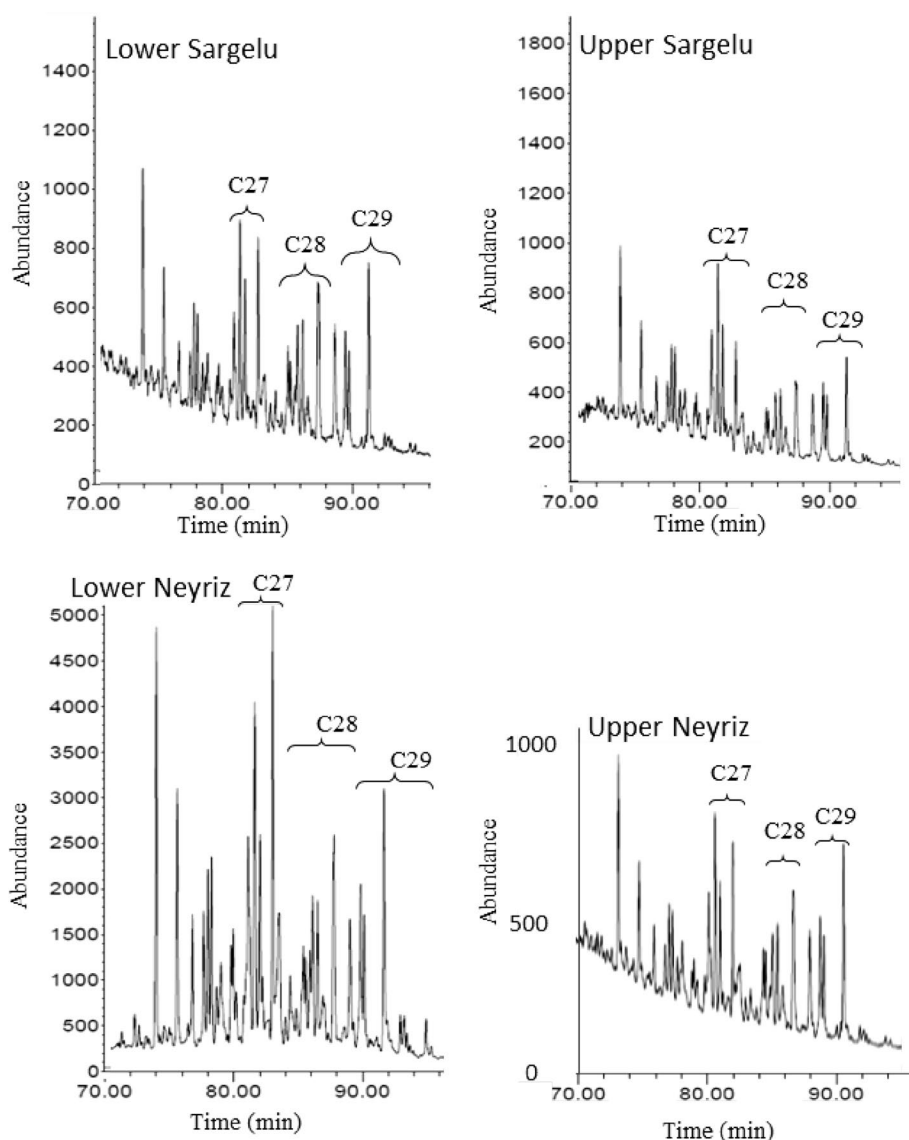 Lower Sargelu
1400
1200
1000
800
600
400
200
0
Abundance
C27
C28
C29
70.00 80.00 90.00
Time (min)
Upper Sargelu
1800
1600
1400
1200
1000
800
600
400
200
Abundance
C27
C28
C29
70.00 80.00 90.00
Time (min)
Lower Neyriz
5000
4500
4000
3500
3000
2500
2000
1500
1000
500
0
Abundance
C27
C28
C29
70.00 80.00 90.00
Time (min)
Upper Neyriz
1000
500
0
Abundance
C27
C28
C29
70.00 80.00 90.00
Time (min)